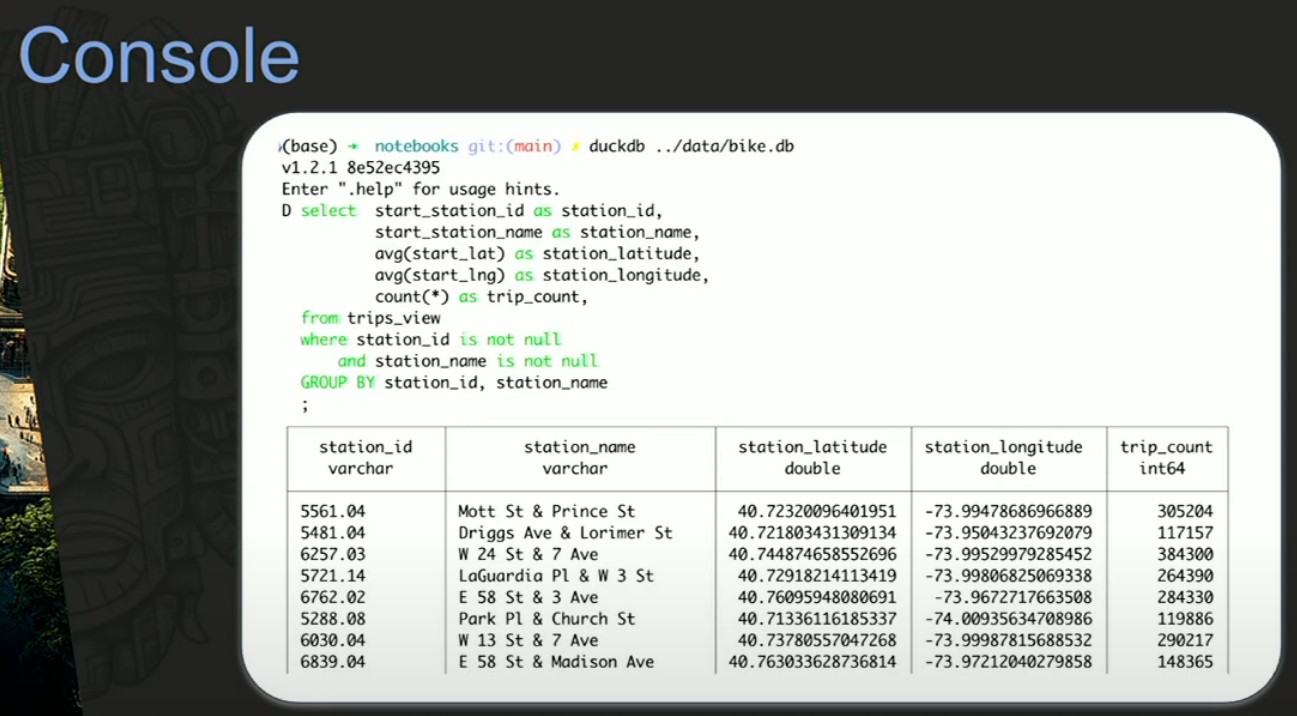 Console
(base) ➜ notebooks git:(main) ✗ duckdb ../data/bike.db
v1.2.1 8e52ec4395
Enter ".help" for usage hints.
D select start_station_id as station_id,
start_station_name as station_name,
avg(start_lat) as station_latitude,
avg(start_lng) as station_longitude,
count(*) as trip_count,
from trips_view
where station_id is not null
and station_name is not null
GROUP BY station_id, station_name
;
station_id station_name station_latitude station_longitude trip_count
varchar varchar double double int64
5561.04 Mott St & Prince St 40.72320096401951 -73.99478686966889 305204
5481.04 Driggs Ave & Lorimer St 40.721803431309134 -73.95043237692079 117157
6257.03 W 24 St & 7 Ave 40.744874658552696 -73.99529979285452 384300
5721.14 LaGuardia Pl & W 3 St 40.72918214113419 -73.99806825069338 264390
6762.02 E 58 St & 3 Ave 40.76095948080691 -73.9672717663508 284330
5288.08 Park Pl & Church St 40.71336116185337 -74.00935634708986 119886
6030.04 W 13 St & 7 Ave 40.73780557047268 -73.99987815688532 290217
6839.04 E 58 St & Madison Ave 40.763033628736814 -73.97212040279858 148365